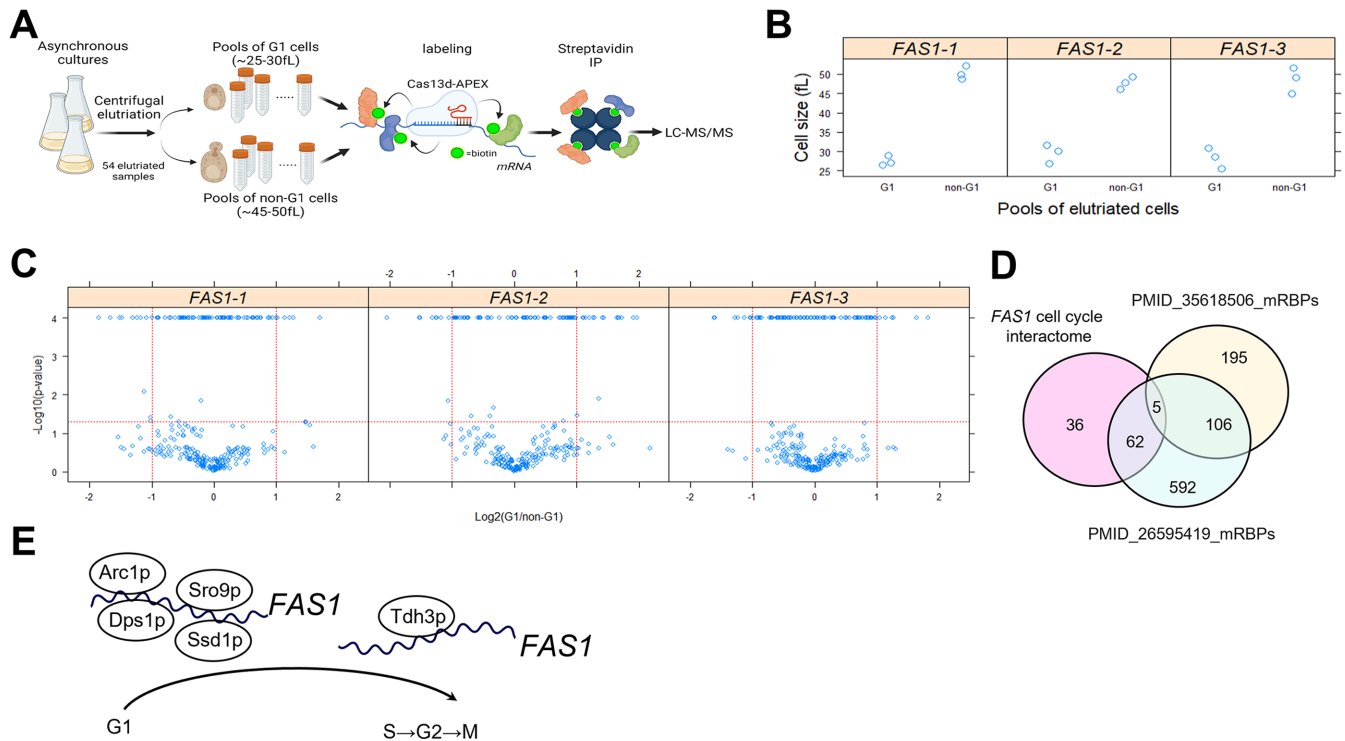 A
Asynchronous
cultures
Centrifugal
elutriation
54 elutriated
samples
Pools of G1 cells
(~25-30fL)
.....
.....
Pools of non-G1 cells
(~45-50fL)
labeling
Cas13d-APEX
=biotin
mRNA
Streptavidin
IP
LC-MS/MS
B
FAS1-1
FAS1-2
FAS1-3
Cell size (fL)
50
45
40
35
30
25
G1
non-G1
G1
non-G1
G1
non-G1
Pools of elutriated cells
C
-2
-1
0
1
2
FAS1-1
FAS1-2
FAS1-3
-Log10(p-value)
4
3
2
1
0
-2
-1
0
1
2
-2
-1
0
1
2
Log2(G1/non-G1)
D
PMID_35618506_mRBPs
FAS1 cell cycle
interactome
195
5
36
106
62
592
PMID_26595419_mRBPs
E
Arc1p
Sro9p
FAS1
Dps1p
Ssd1p
Tdh3p
FAS1
G1
S→G2→M